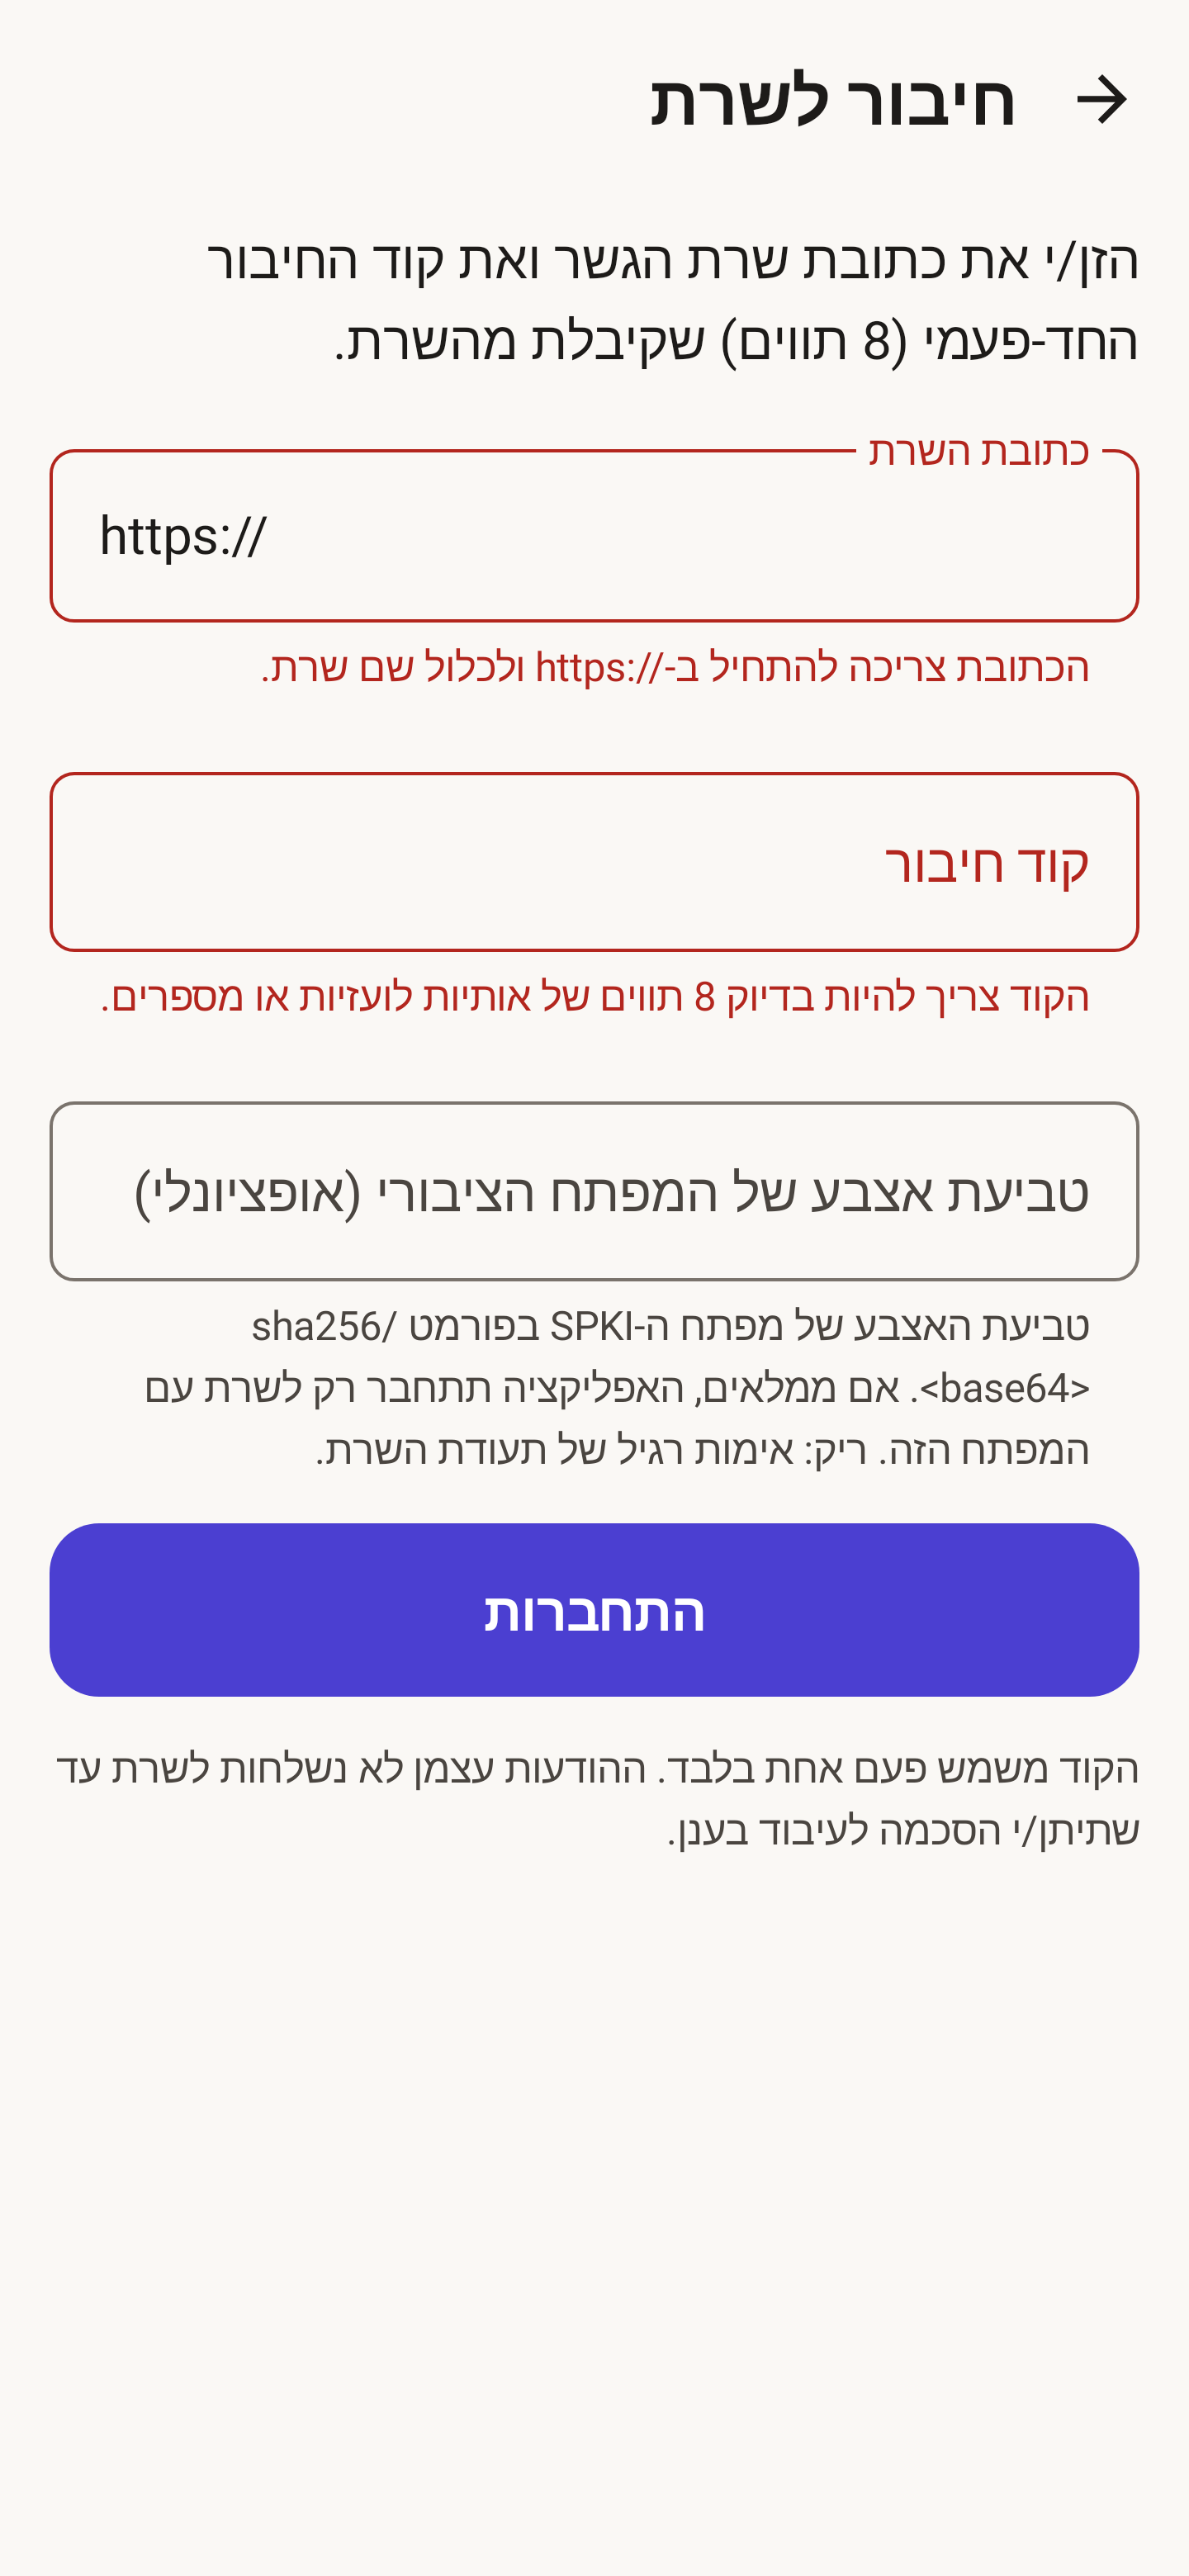 חיבור לשרת
הזן/י את כתובת שרת הגשר ואת קוד החיבור
החד-פעמי (8 תווים) שקיבלת מהשרת.
כתובת השרת
https://
הכתובת צריכה להתחיל ב-https:// ולכלול שם שרת.
קוד חיבור
הקוד צריך להיות בדיוק 8 תווים של אותיות לועזיות או מספרים.
טביעת אצבע של המפתח הציבורי (אופציונלי)
טביעת האצבע של מפתח ה-SPKI בפורמט sha256/
<base64>. אם ממלאים, האפליקציה תתחבר רק לשרת עם
המפתח הזה. ריק: אימות רגיל של תעודת השרת.
התחברות
הקוד משמש פעם אחת בלבד. ההודעות עצמן לא נשלחות לשרת עד
שתיתן/י הסכמה לעיבוד בענן.